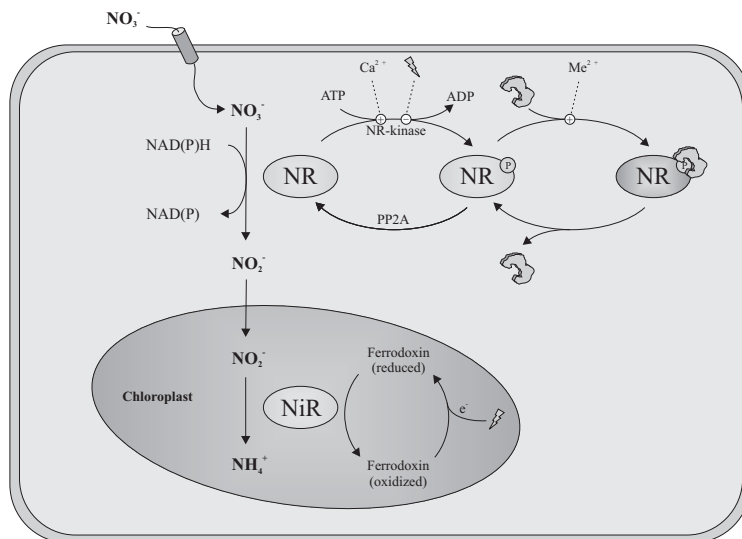 NO₃⁻
Ca²⁺
Me²⁺
ATP
ADP
NO₃⁻
NR-kinase
NAD(P)H
P
P
NR
NR
NR
NAD(P)
PP2A
NO₂⁻
NO₂⁻
Ferrodoxin
(reduced)
Chloroplast
NiR
e⁻
NH₄⁺
Ferrodoxin
(oxidized)